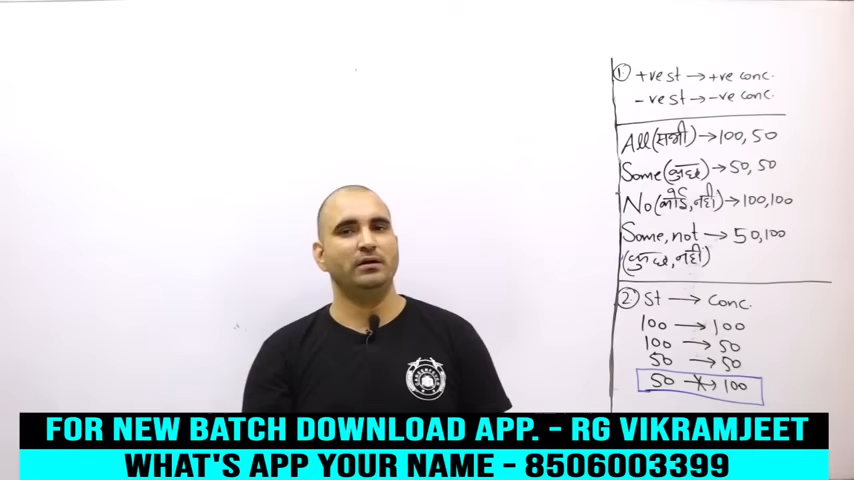 ① +ve st → +ve conc.
-ve st → -ve conc.
All (सभी) → 100, 50
Some (कुछ) → 50, 50
No (कोई, नहीं) → 100, 100
Some, not → 50, 100
(कुछ, नहीं)
② St → Conc.
100 → 100
100 → 50
50 → 50
50 ↛ 100
FOR NEW BATCH DOWNLOAD APP. - RG VIKRAMJEET
WHAT'S APP YOUR NAME - 8506003399